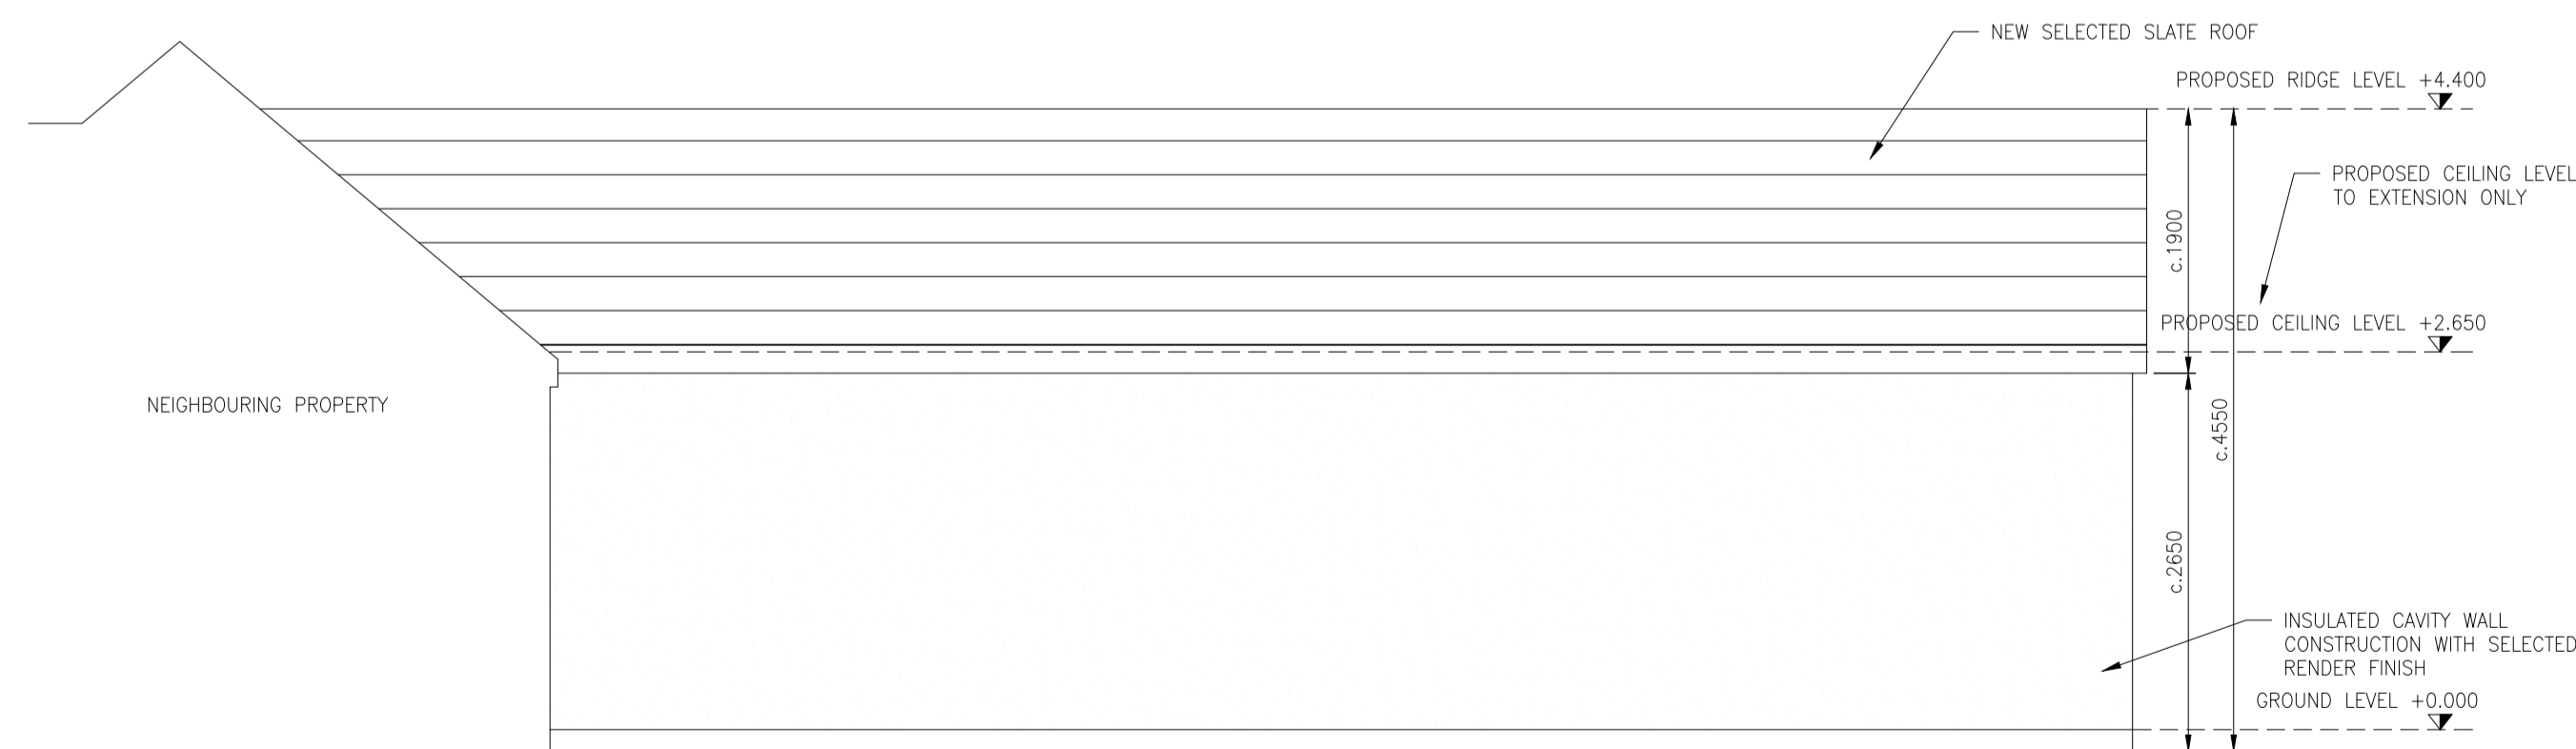 NEW SELECTED SLATE ROOF
PROPOSED RIDGE LEVEL +4.400
PROPOSED CEILING LEVEL
TO EXTENSION ONLY
c.1900
PROPOSED CEILING LEVEL +2.650
NEIGHBOURING PROPERTY
c.4550
c.2650
INSULATED CAVITY WALL
CONSTRUCTION WITH SELECTED
RENDER FINISH
GROUND LEVEL +0.000